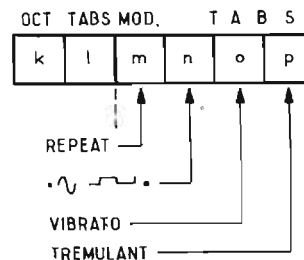 OCT TABS MOD. T A B S
k l m n o p
REPEAT
VIBRATO
TREMULANT